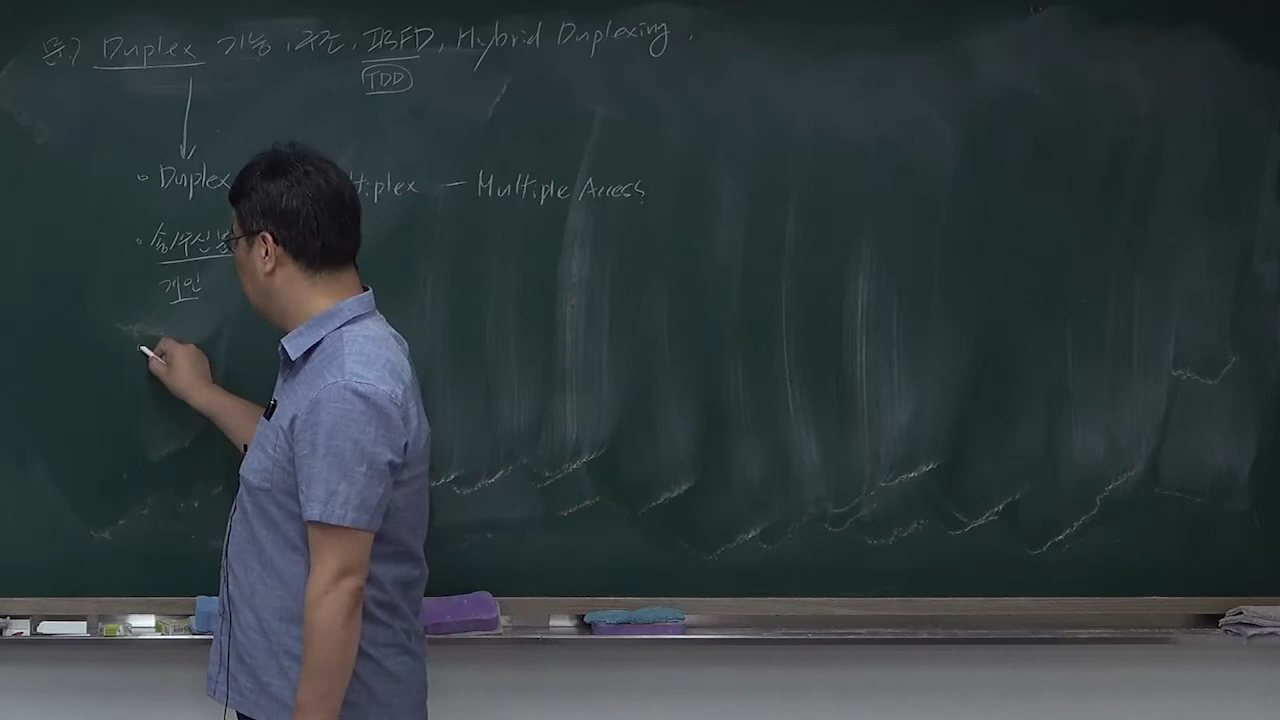 문) Duplex 기능, 구조, IBFD, Hybrid Duplexing,
TDD
◦ Duplex tiplex — Multiple Access
◦ 송/수신
개인